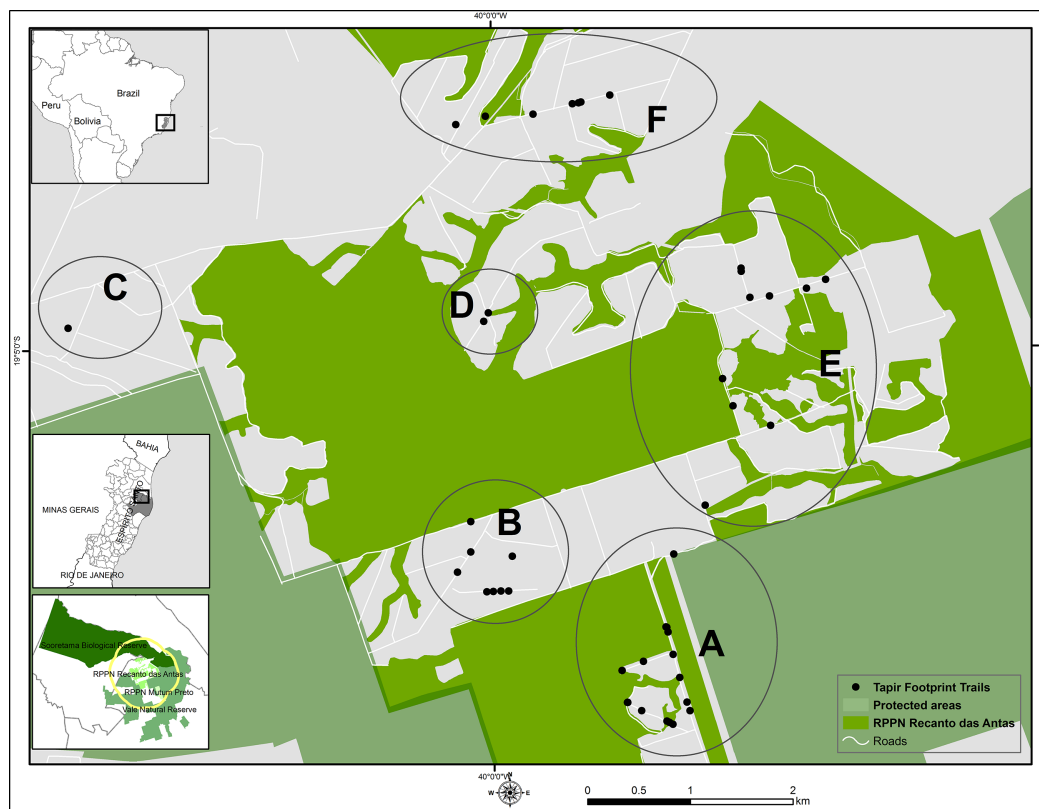 40°0'0"W
Brazil
Peru
Bolivia
F
C
D
E
19°5'0"S
BAHIA
MINAS GERAIS
ESPÍRITO SANTO
RIO DE JANEIRO
B
A
Sooretama Biological Reserve
RPPN Recanto das Antas
RPPN Mutum Preto
Vale Natural Reserve
Tapir Footprint Trails
Protected areas
RPPN Recanto das Antas
Roads
40°0'0"W
N
W E
S
0 0.5 1 2
km